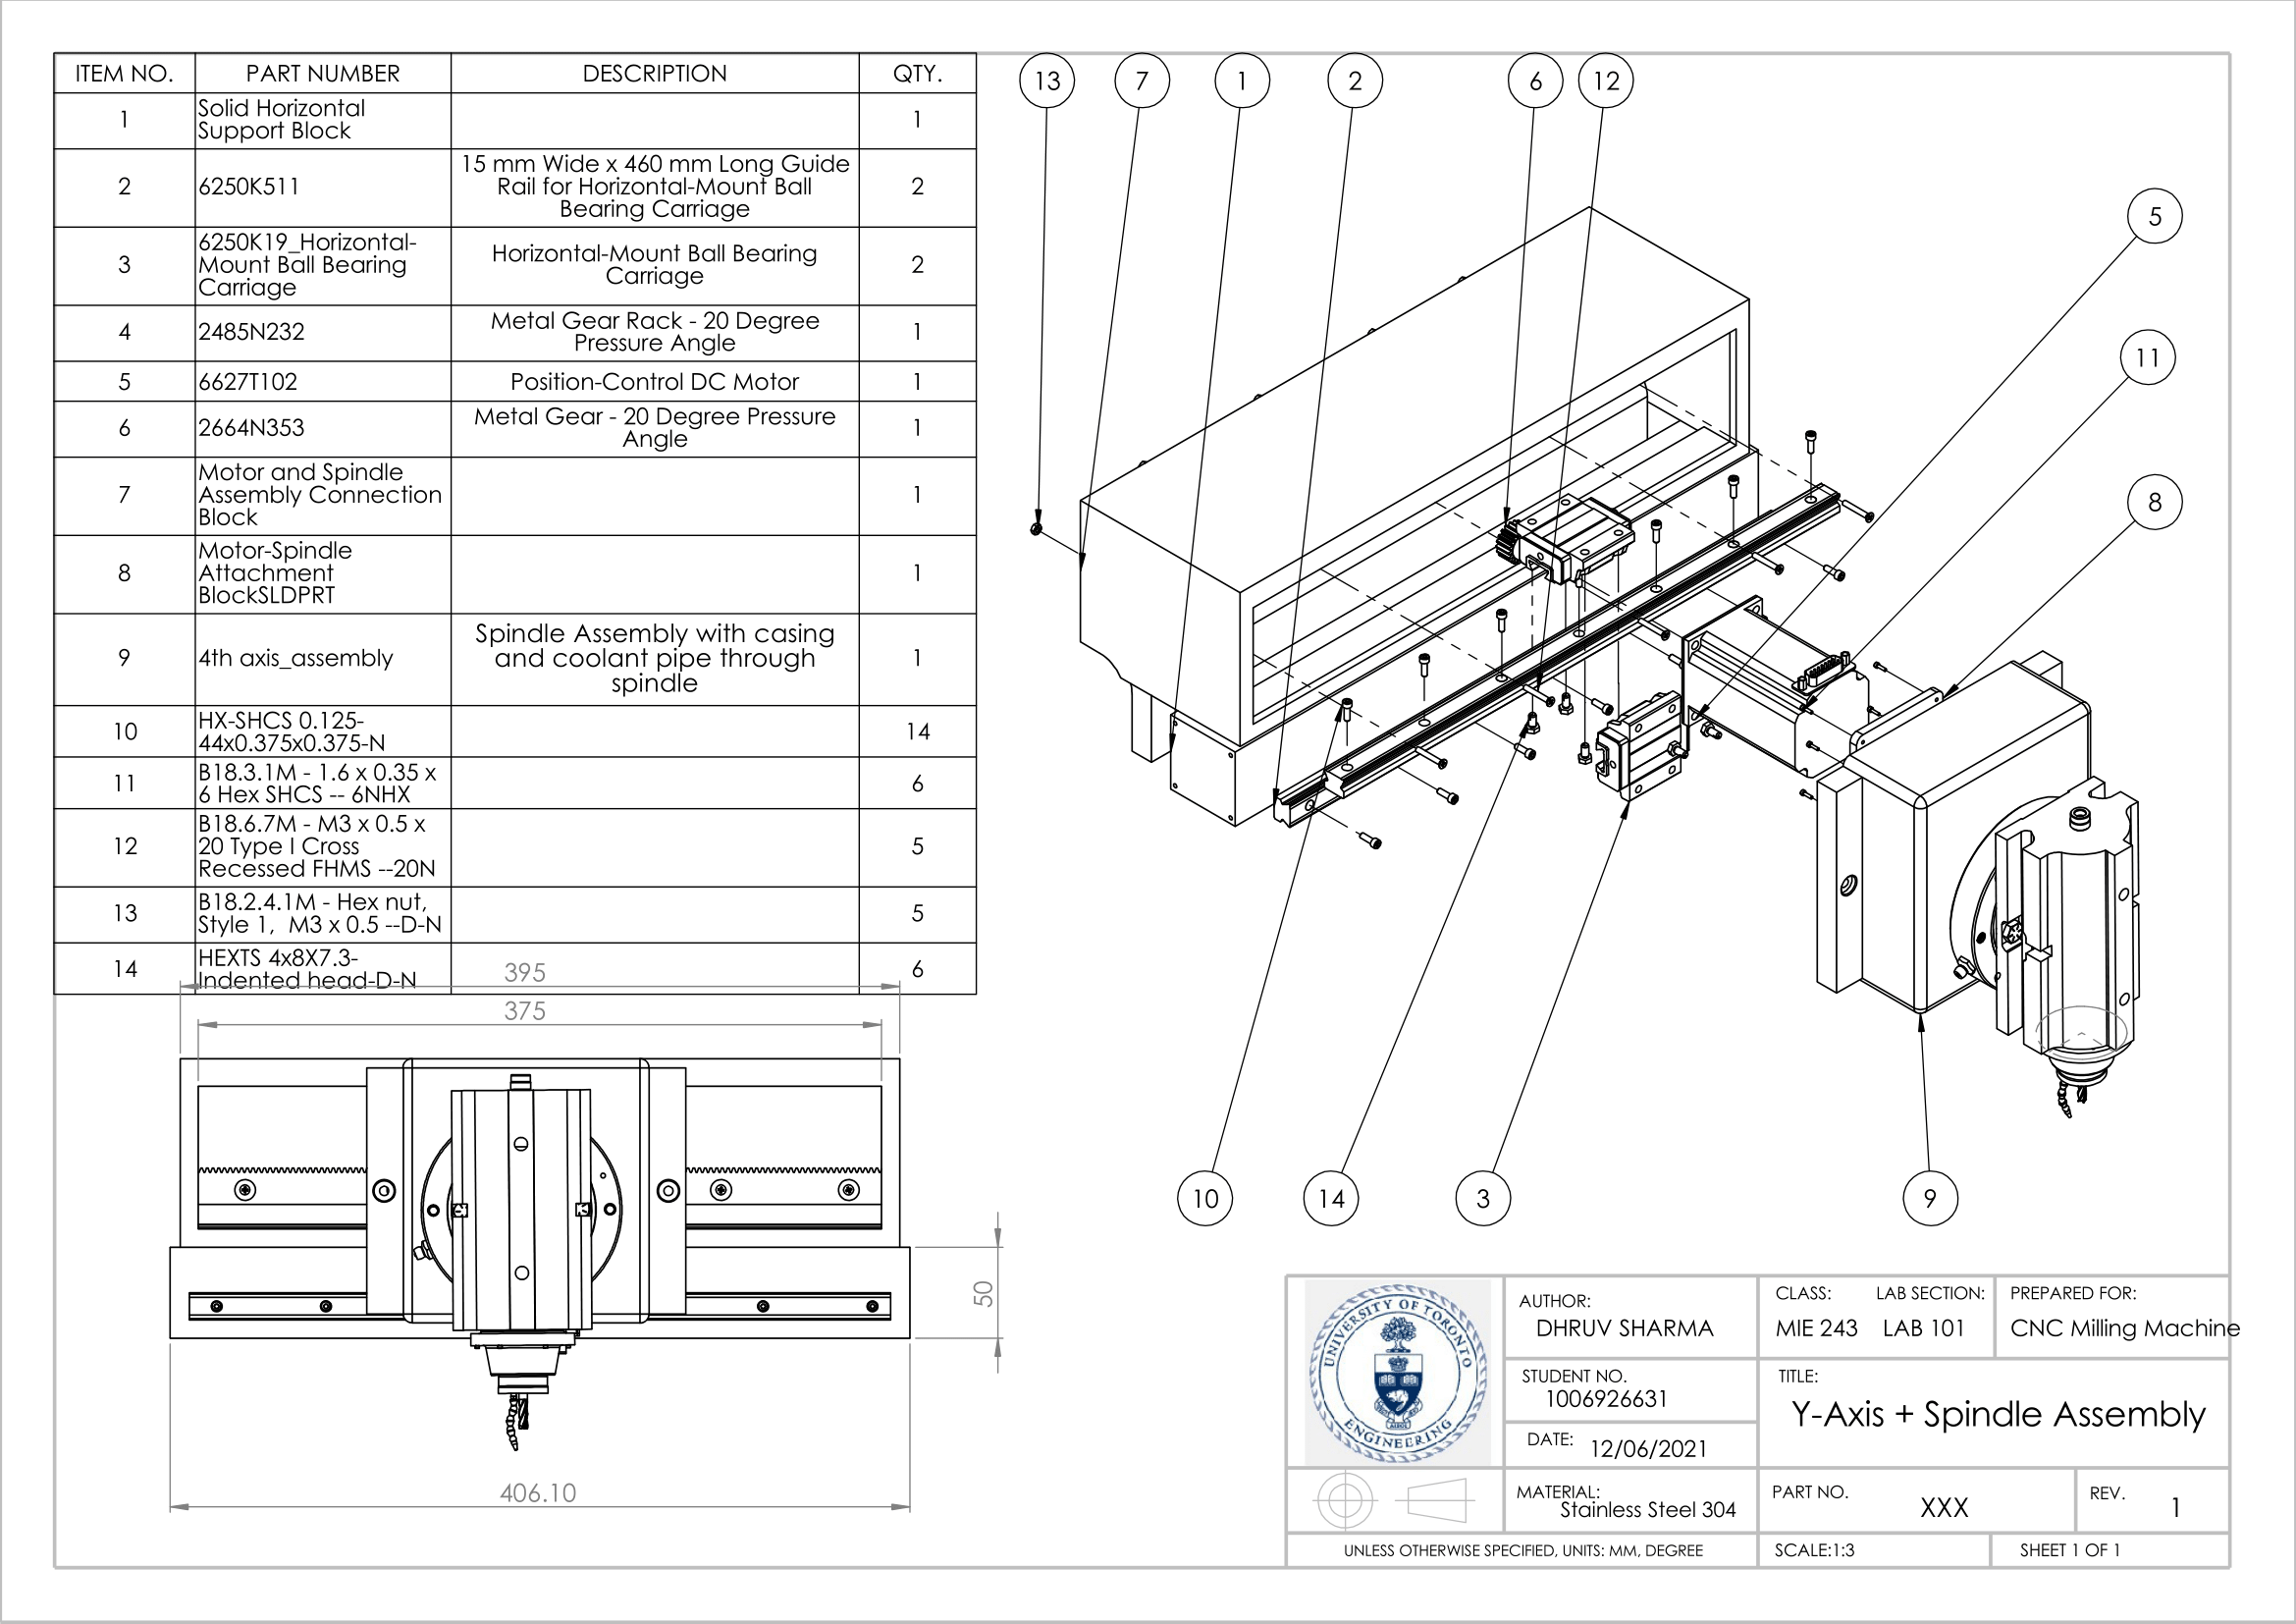 ITEM NO. PART NUMBER DESCRIPTION QTY.
1 Solid Horizontal
Support Block 1
2 6250K511 15 mm Wide x 460 mm Long Guide
Rail for Horizontal-Mount Ball
Bearing Carriage 2
3 6250K19_Horizontal-
Mount Ball Bearing
Carriage Horizontal-Mount Ball Bearing
Carriage 2
4 2485N232 Metal Gear Rack - 20 Degree
Pressure Angle 1
5 6627T102 Position-Control DC Motor 1
6 2664N353 Metal Gear - 20 Degree Pressure
Angle 1
7 Motor and Spindle
Assembly Connection
Block 1
8 Motor-Spindle
Attachment
BlockSLDPRT 1
9 4th axis_assembly Spindle Assembly with casing
and coolant pipe through
spindle 1
10 HX-SHCS 0.125-
44x0.375x0.375-N 14
11 B18.3.1M - 1.6 x 0.35 x
6 Hex SHCS -- 6NHX 6
12 B18.6.7M - M3 x 0.5 x
20 Type I Cross
Recessed FHMS --20N 5
13 B18.2.4.1M - Hex nut,
Style 1, M3 x 0.5 --D-N 5
14 HEXTS 4x8X7.3-
Indented head-D-N 6
13 7 1 2 6 12
5
11
8
10 14 3 9
395
375
50
406.10
UNIVERSITY OF TORONTO
ENGINEERING
AUTHOR:
DHRUV SHARMA
CLASS: LAB SECTION:
MIE 243 LAB 101
PREPARED FOR:
CNC Milling Machine
STUDENT NO.
1006926631
DATE: 12/06/2021
TITLE:
Y-Axis + Spindle Assembly
MATERIAL:
Stainless Steel 304
PART NO. XXX
REV. 1
UNLESS OTHERWISE SPECIFIED, UNITS: MM, DEGREE
SCALE:1:3
SHEET 1 OF 1